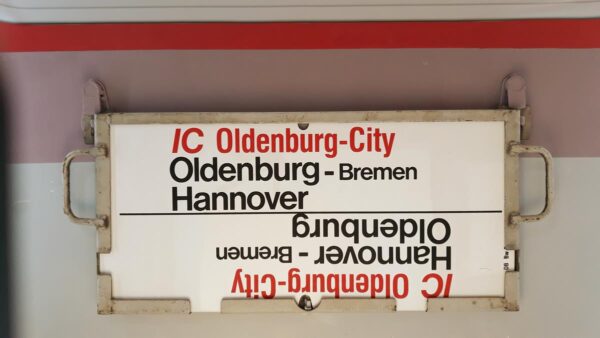 IC Oldenburg-City
Oldenburg - Bremen
Hannover
Oldenburg
Hannover - Bremen
IC Oldenburg-City